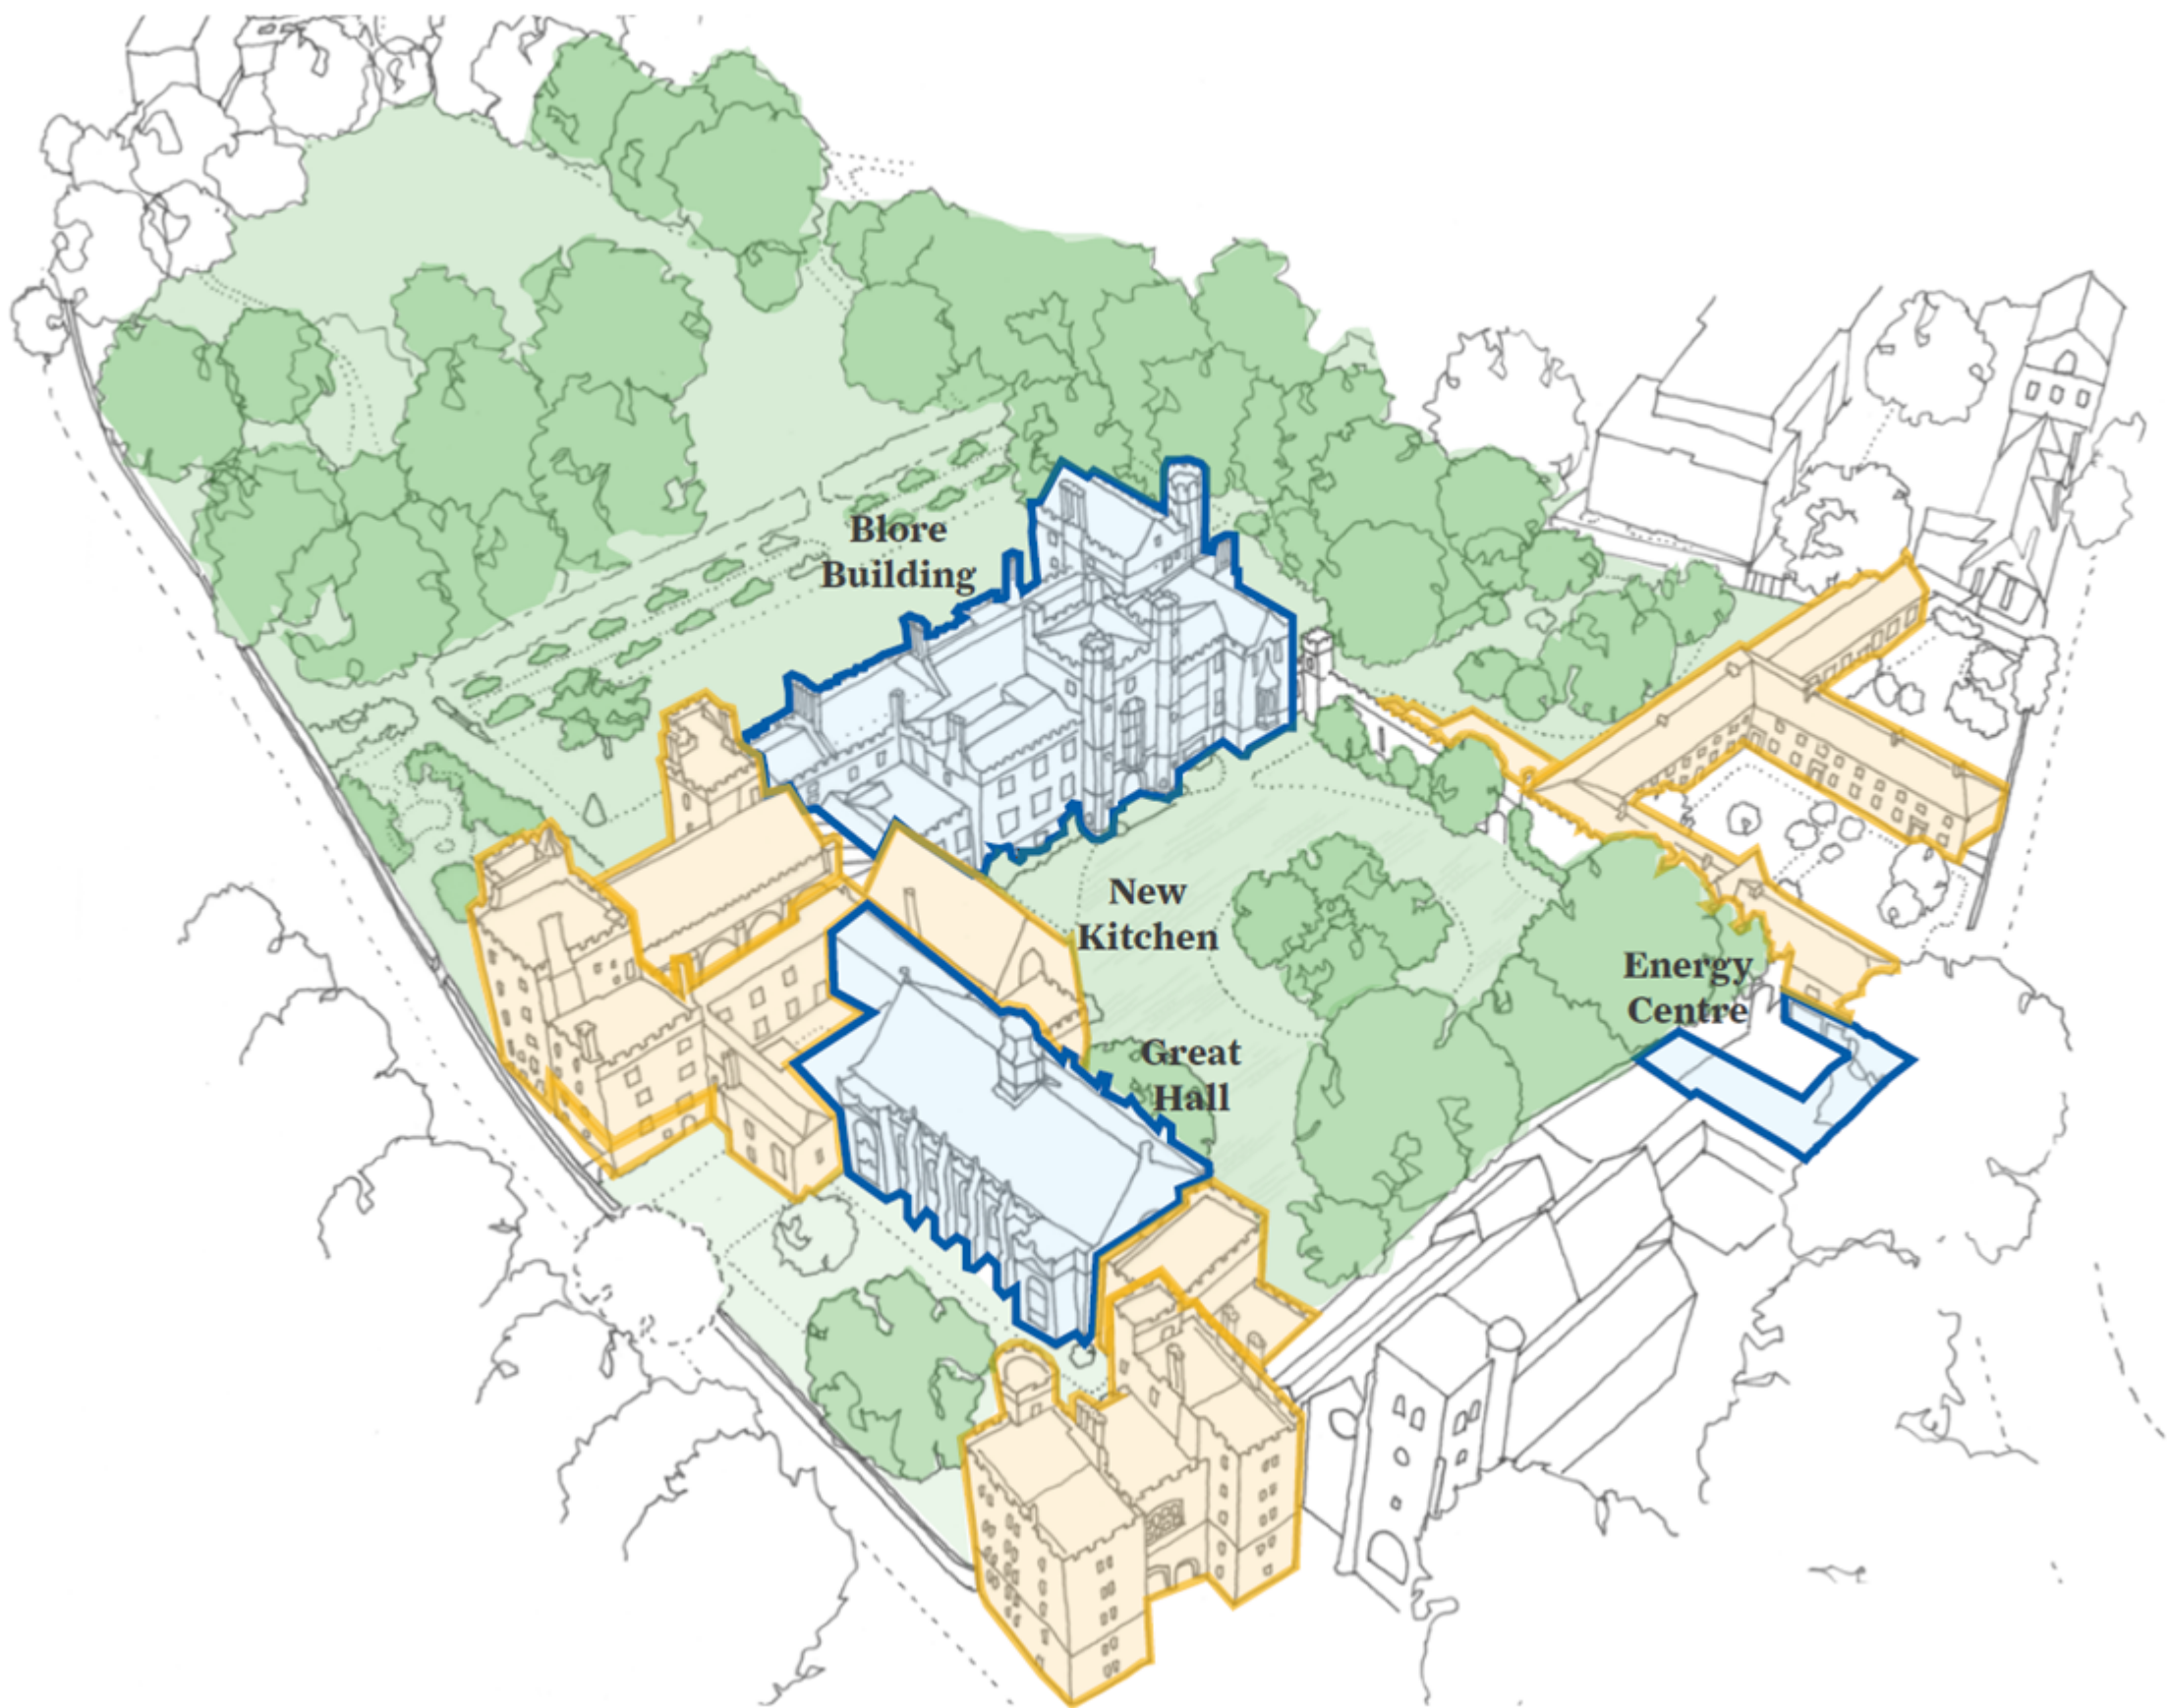 Blore
Building
New
Kitchen
Energy
Centre
Great
Hall